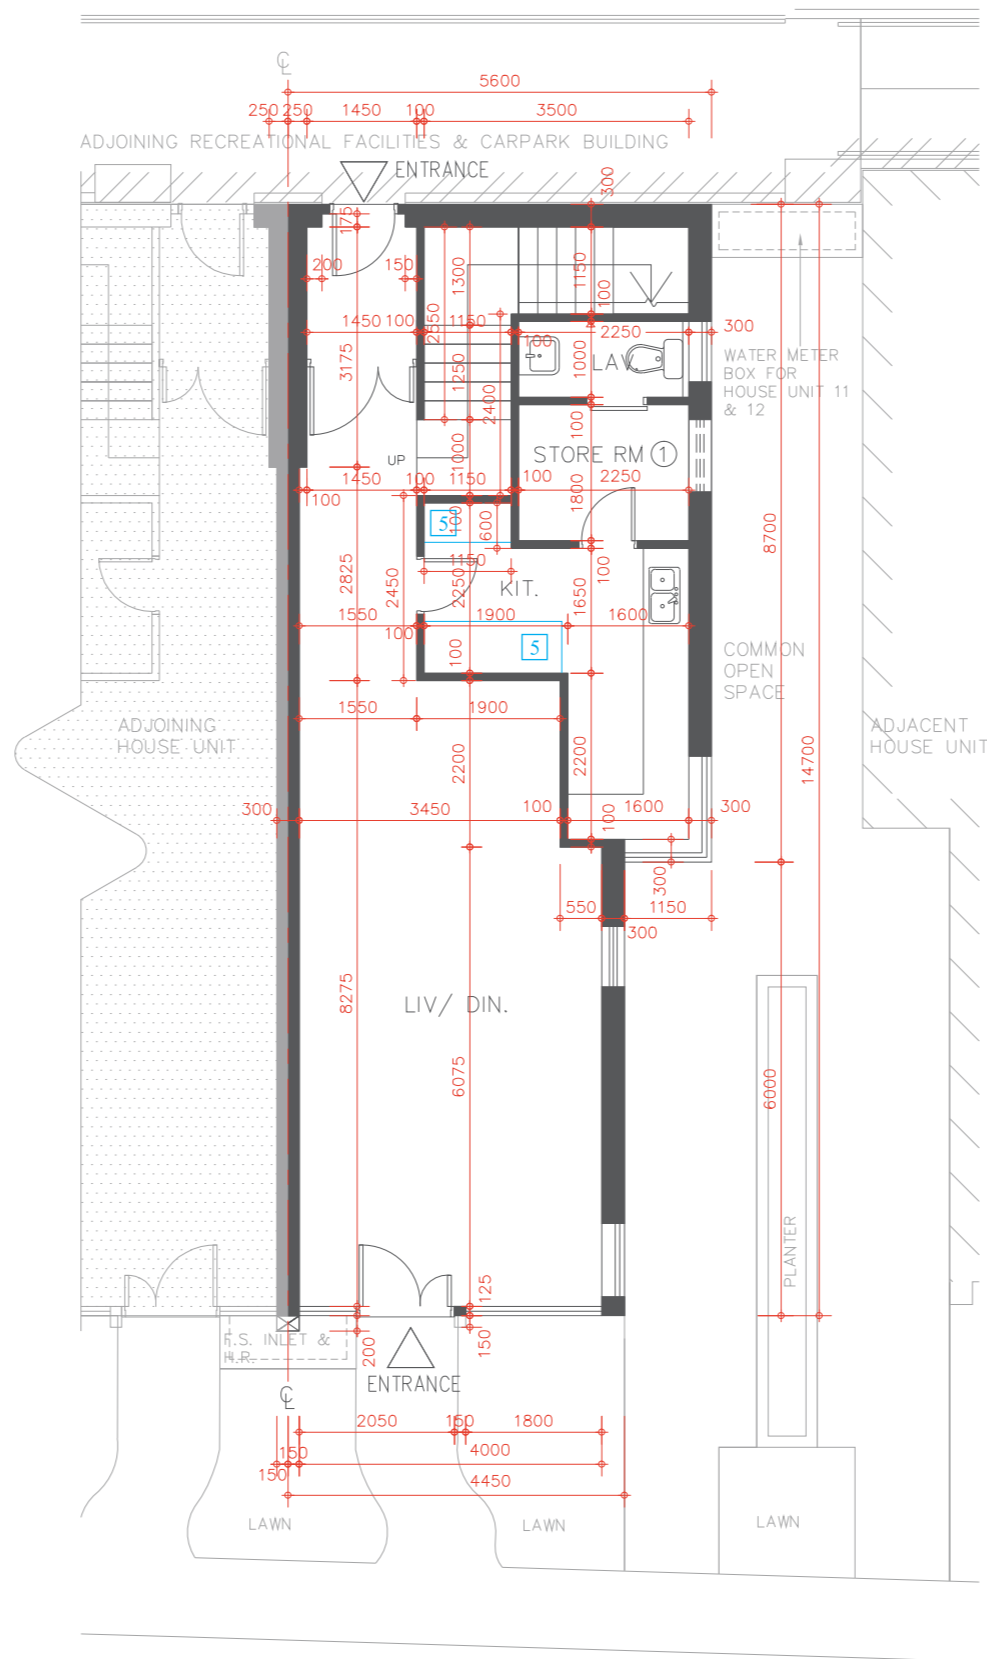 ℄
5600
250 250 1450 100 3500
ADJOINING RECREATIONAL FACILITIES & CARPARK BUILDING
ENTRANCE
300
175
200 150 1300 1150 100
1450 100 1150 2250 300
3175 2550 1250 1000
LAV.
WATER METER
BOX FOR
HOUSE UNIT 11
& 12
2400 100
STORE RM 1
UP
1000
1450 100 1150 100 2250
100
1800
5 100 600
8700
1150
2825 2450 2250 KIT. 100 1650
1550 100 1900 1600
100 5
COMMON
OPEN
SPACE
1550 1900
ADJOINING
HOUSE UNIT
ADJACENT
HOUSE UNIT
2200 2200 14700
300 3450 100 1600 300
100
300
550 1150
300
8275 LIV/ DIN.
6075 6000
PLANTER
125
F.S. INLET &
H.R.
200 150
ENTRANCE
℄
2050 150 1800
150 4000
150 4450
LAWN LAWN LAWN